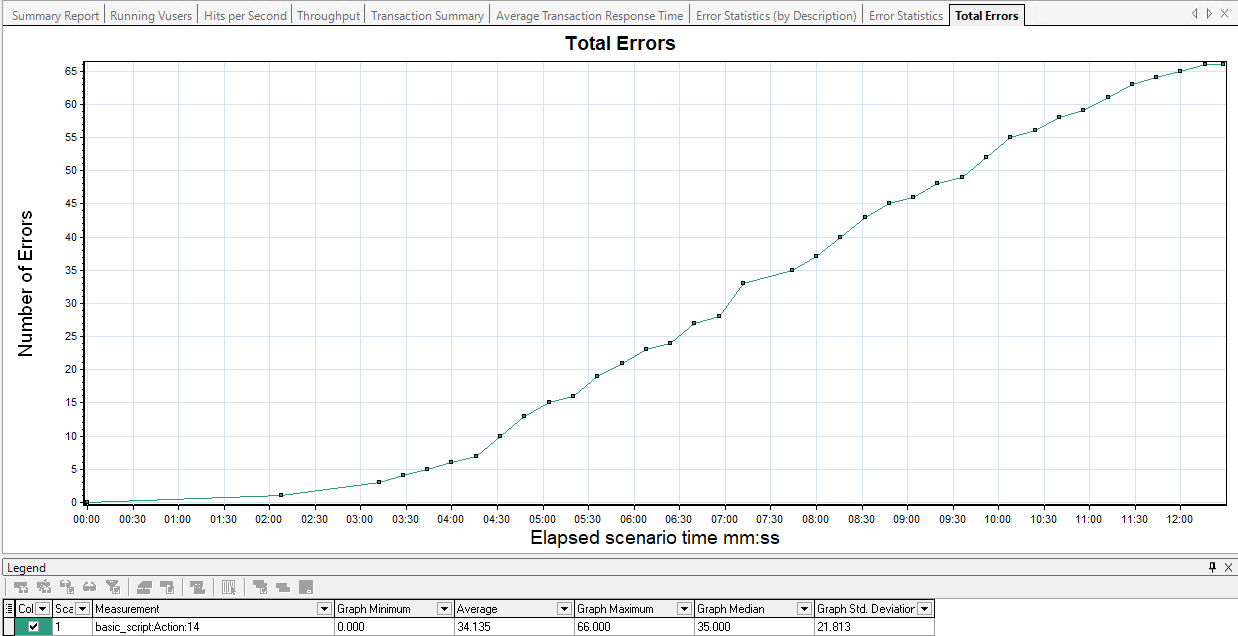 Summary Report Running Vusers Hits per Second Throughput Transaction Summary Average Transaction Response Time Error Statistics (by Description) Error Statistics Total Errors
Total Errors
Number of Errors
65
60
55
50
45
40
35
30
25
20
15
10
5
0
00:00 00:30 01:00 01:30 02:00 02:30 03:00 03:30 04:00 04:30 05:00 05:30 06:00 06:30 07:00 07:30 08:00 08:30 09:00 09:30 10:00 10:30 11:00 11:30 12:00
Elapsed scenario time mm:ss
Legend
Col Sca Measurement Graph Minimum Average Graph Maximum Graph Median Graph Std. Deviation
1 basic_script:Action:14 0.000 34.135 66.000 35.000 21.813